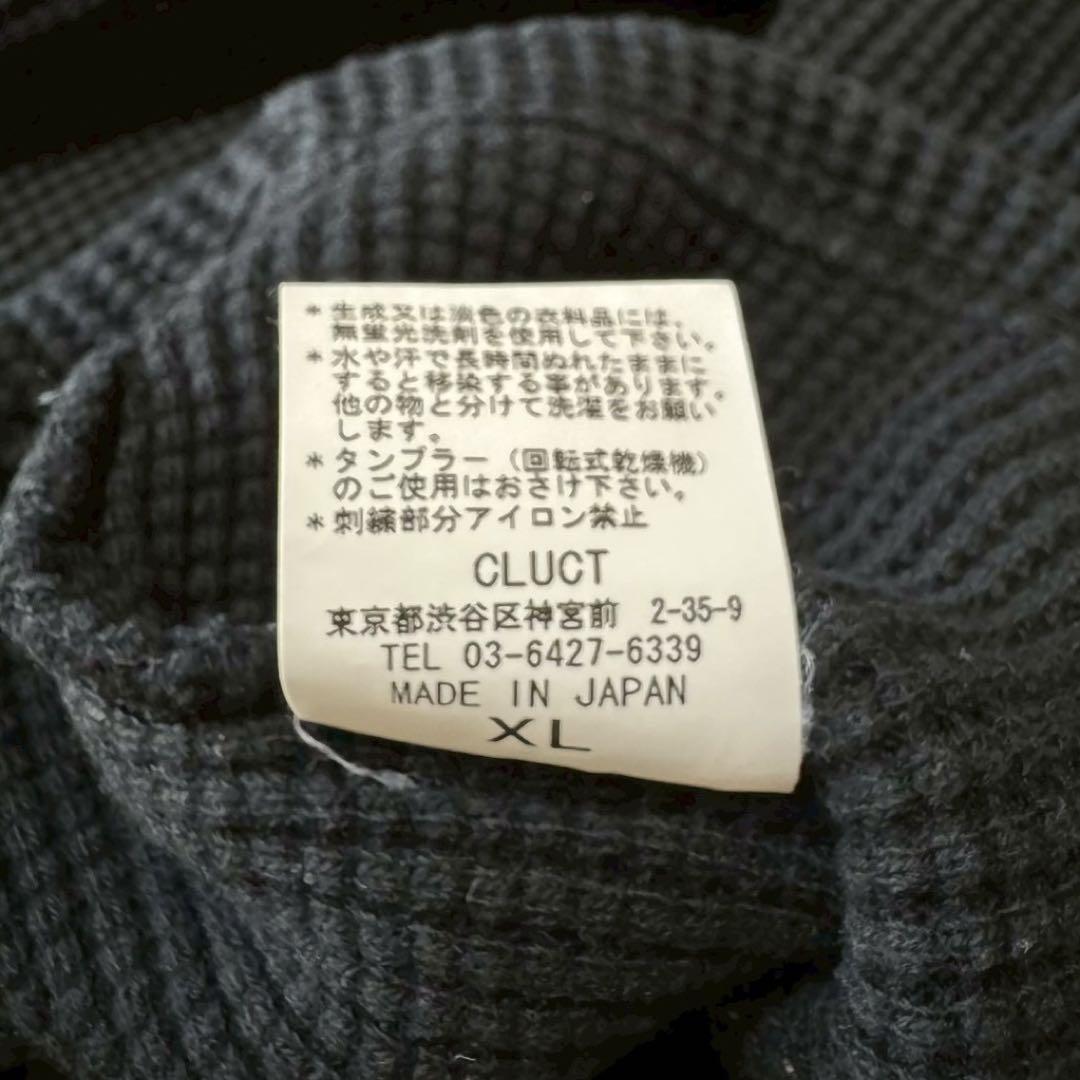 * 生成又は淡色の衣料品には、
無蛍光洗剤を使用して下さい。
* 水や汗で長時間ぬれたままに
すると移染する事があります。
他の物と分けて洗濯をお願い
します。
* タンブラー（回転式乾燥機）
のご使用はおさけ下さい。
* 刺繍部分アイロン禁止
CLUCT
東京都渋谷区神宮前 2-35-9
TEL 03-6427-6339
MADE IN JAPAN
XL